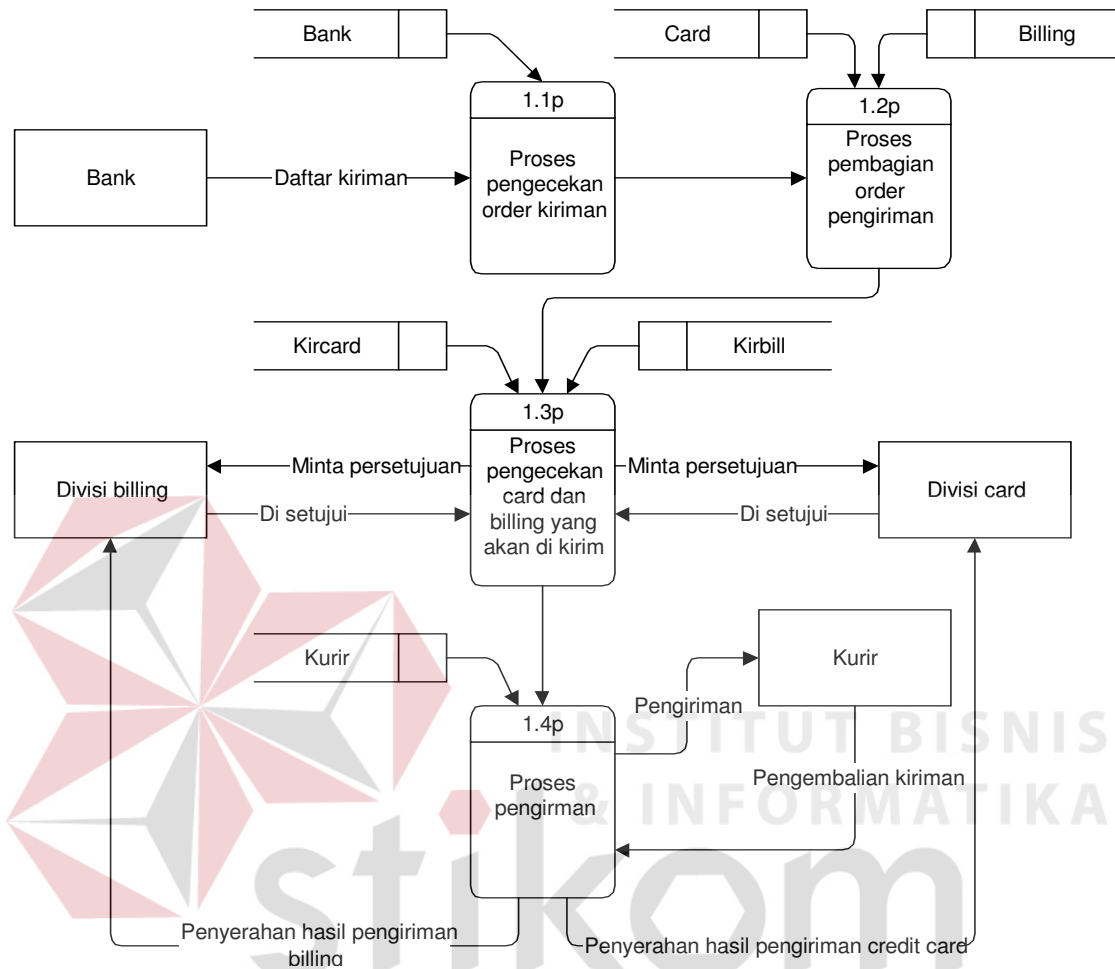 Bank
Card
Billing
1.1p
1.2p
Bank
Daftar kiriman
Proses
pengecekan
order kiriman
Proses
pembagian
order
pengiriman
Kircard
Kirbill
1.3p
Proses
pengecekan
card dan
billing yang
akan di kirim
Divisi billing
Minta persetujuan
Di setujui
Minta persetujuan
Di setujui
Divisi card
Kurir
Kurir
Pengiriman
1.4p
Proses
pengirman
Pengembalian kiriman
INSTITUT BISNIS
& INFORMATIKA
stikom
Penyerahan hasil pengiriman
billing
Penyerahan hasil pengiriman credit card